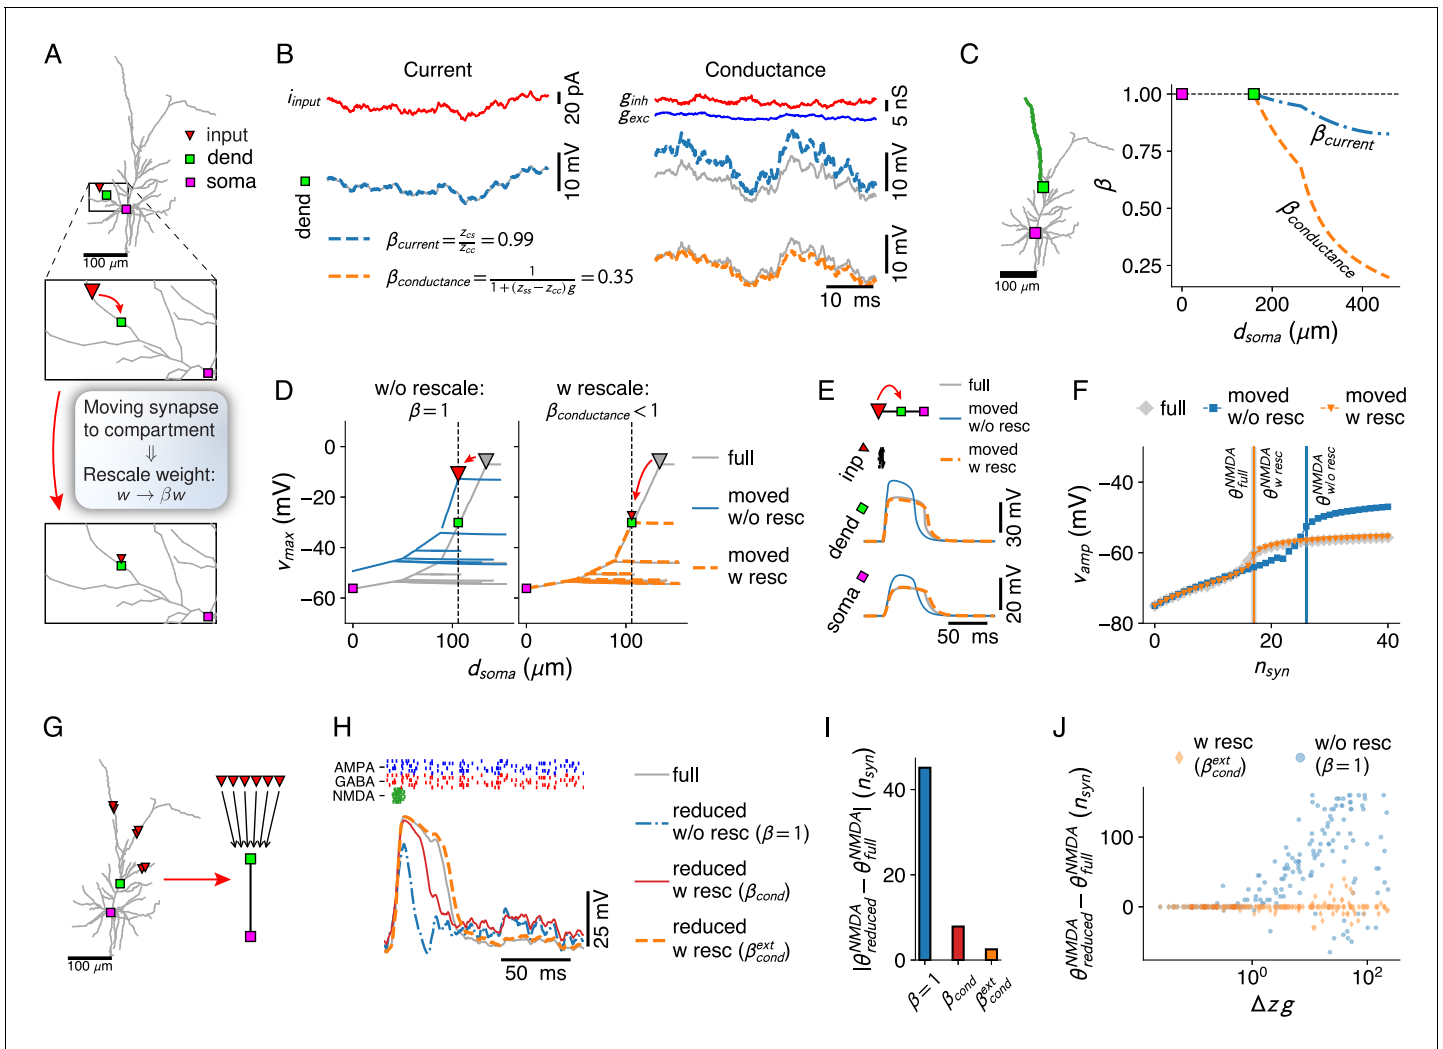 A
input
dend
soma
100 μm
Moving synapse
to compartment
⇓
Rescale weight:
w → βw
B
Current
Conductance
i_input
20 pA
g_inh
g_exc
5 nS
dend
10 mV
10 mV
β_current = z_cs/z_cc = 0.99
β_conductance = 1/(1+(z_ss−z_cc)g) = 0.35
10 mV
10 ms
C
100 μm
β
1.00
0.75
0.50
0.25
β_current
β_conductance
0
200
400
d_soma (μm)
D
w/o rescale:
β = 1
w rescale:
β_conductance < 1
v_max (mV)
0
−20
−40
−60
0
100
0
100
d_soma (μm)
full
moved
w/o resc
moved
w resc
E
full
moved
w/o resc
moved
w resc
inp
dend
30 mV
soma
20 mV
50 ms
F
full
moved
w/o resc
moved
w resc
θ^NMDA_full
θ^NMDA_w resc
θ^NMDA_w/o resc
v_amp (mV)
−40
−60
−80
0
20
40
n_syn
G
100 μm
H
AMPA
GABA
NMDA
25 mV
50 ms
full
reduced
w/o resc (β = 1)
reduced
w resc (β_cond)
reduced
w resc (β^ext_cond)
I
|θ^NMDA_reduced − θ^NMDA_full| (n_syn)
40
20
0
β = 1
β_cond
β^ext_cond
J
w resc
(β^ext_cond)
w/o resc
(β = 1)
θ^NMDA_reduced − θ^NMDA_full (n_syn)
100
0
10^0
10^2
Δz g